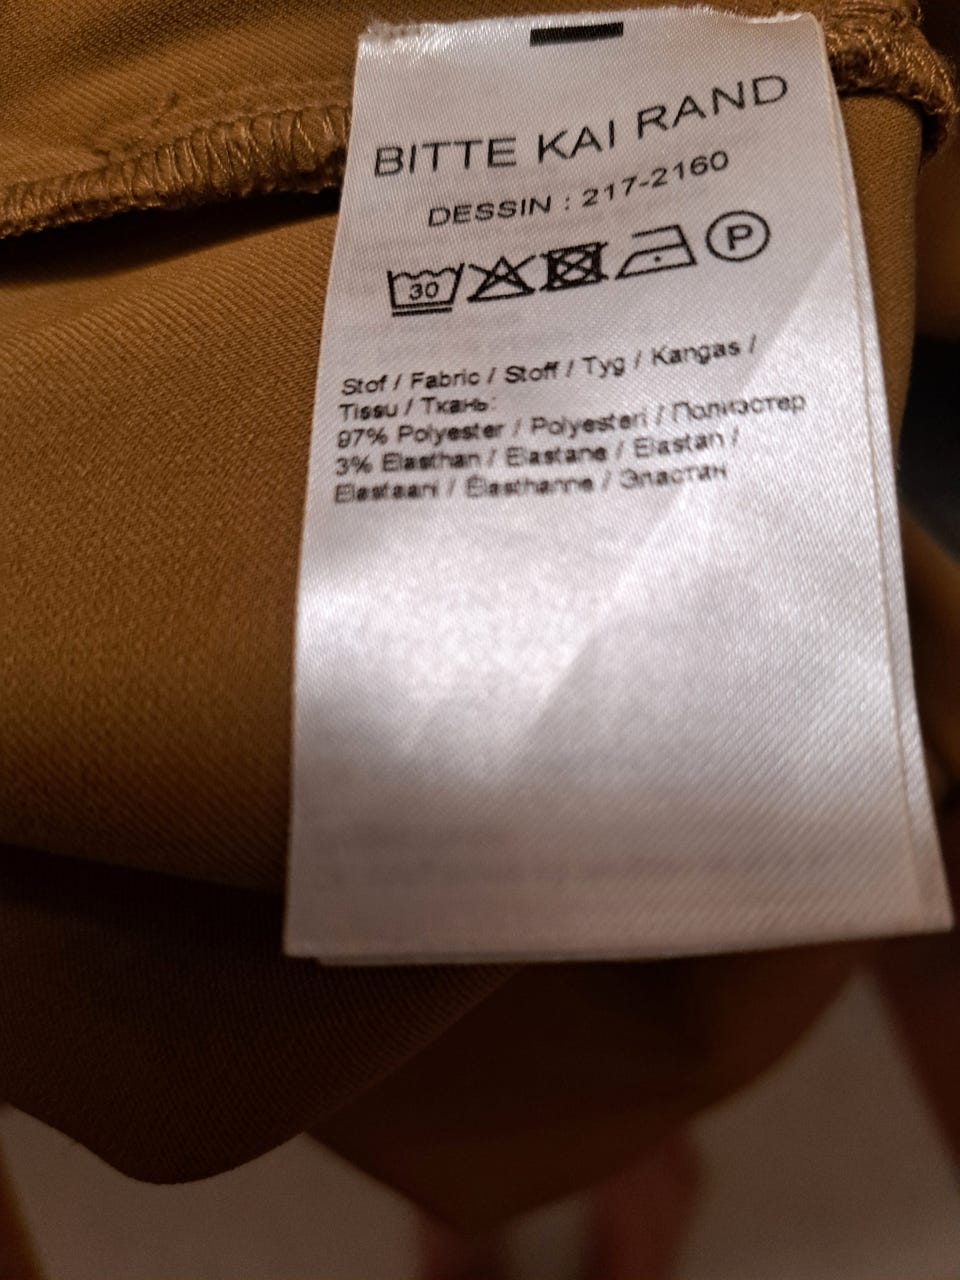 BITTE KAI RAND
DESSIN : 217-2160
30 P
Stof / Fabric / Stoff / Tyg / Kangas /
Tissu / Ткань:
97% Polyester / Polyesteri / Полиэстер
3% Elasthan / Elastane / Elastan /
Elastaani / Élasthanne / Эластан